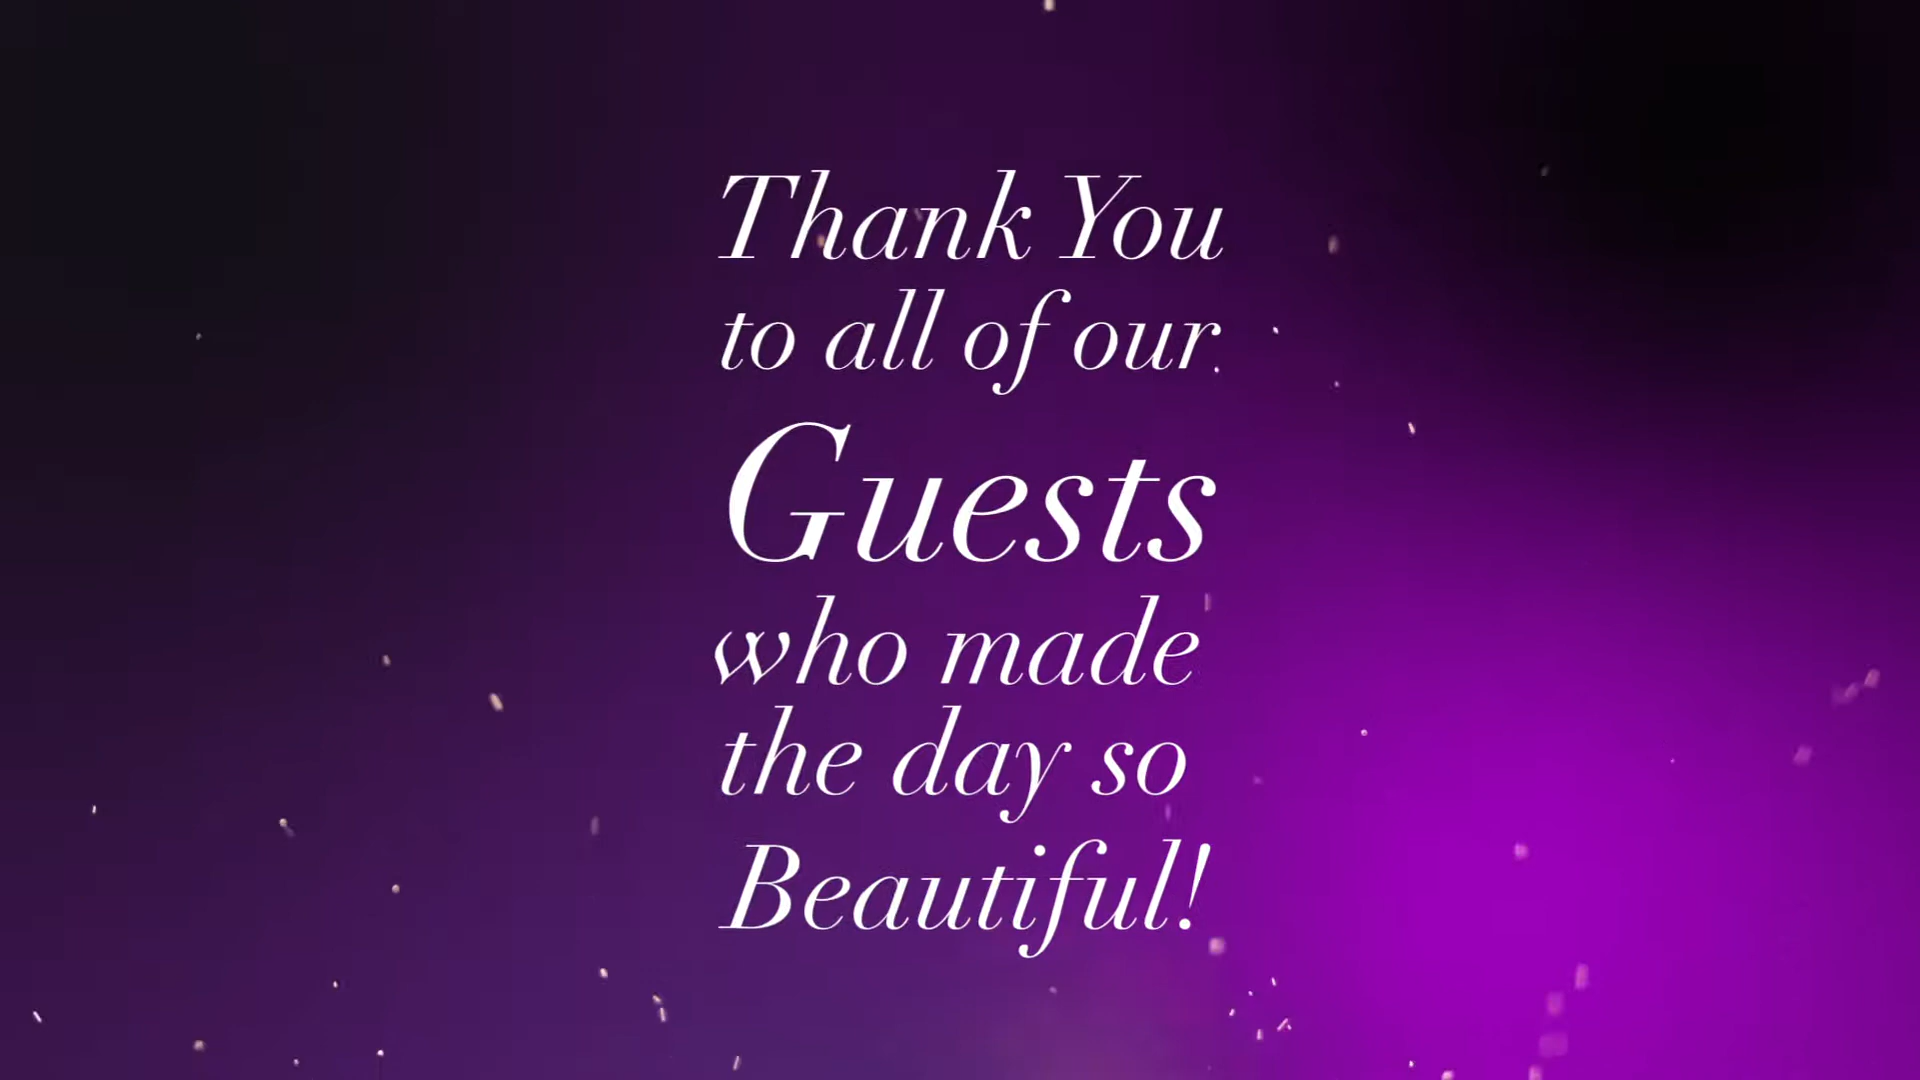 Thank You
to all of our
Guests
who made
the day so
Beautiful!